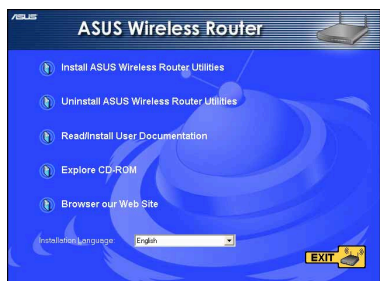 ASUS
ASUS Wireless Router
Install ASUS Wireless Router Utilities
Uninstall ASUS Wireless Router Utilities
Read/Install User Documentation
Explore CD-ROM
Browser our Web Site
Installation Language: English
EXIT